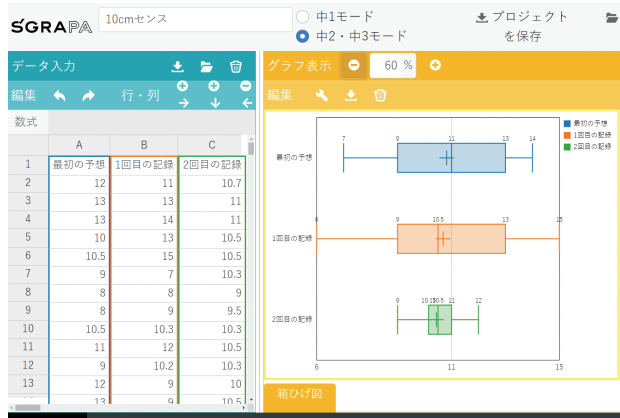 SGRAPA
10cmセンス
中1モード
中2・中3モード
プロジェクト
を保存
データ入力
編集
行・列
数式
A B C
1 最初の予想 1回目の記録 2回目の記録
2 12 11 10.7
3 13 13 11
4 13 14 11
5 10 13 10.5
6 10.5 15 10.5
7 9 7 10.3
8 8 8 9
9 8 9 9.5
10 10.5 10.3 10.3
11 11 12 10.5
12 9 10.2 10.3
13 12 9 10
13 9 10.5
グラフ表示
60 %
編集
最初の予想
1回目の記録
2回目の記録
7 9 11 13 14
最初の予想
6 9 10.5 13 15
1回目の記録
9 11 12
2回目の記録
6 11 15
箱ひげ図